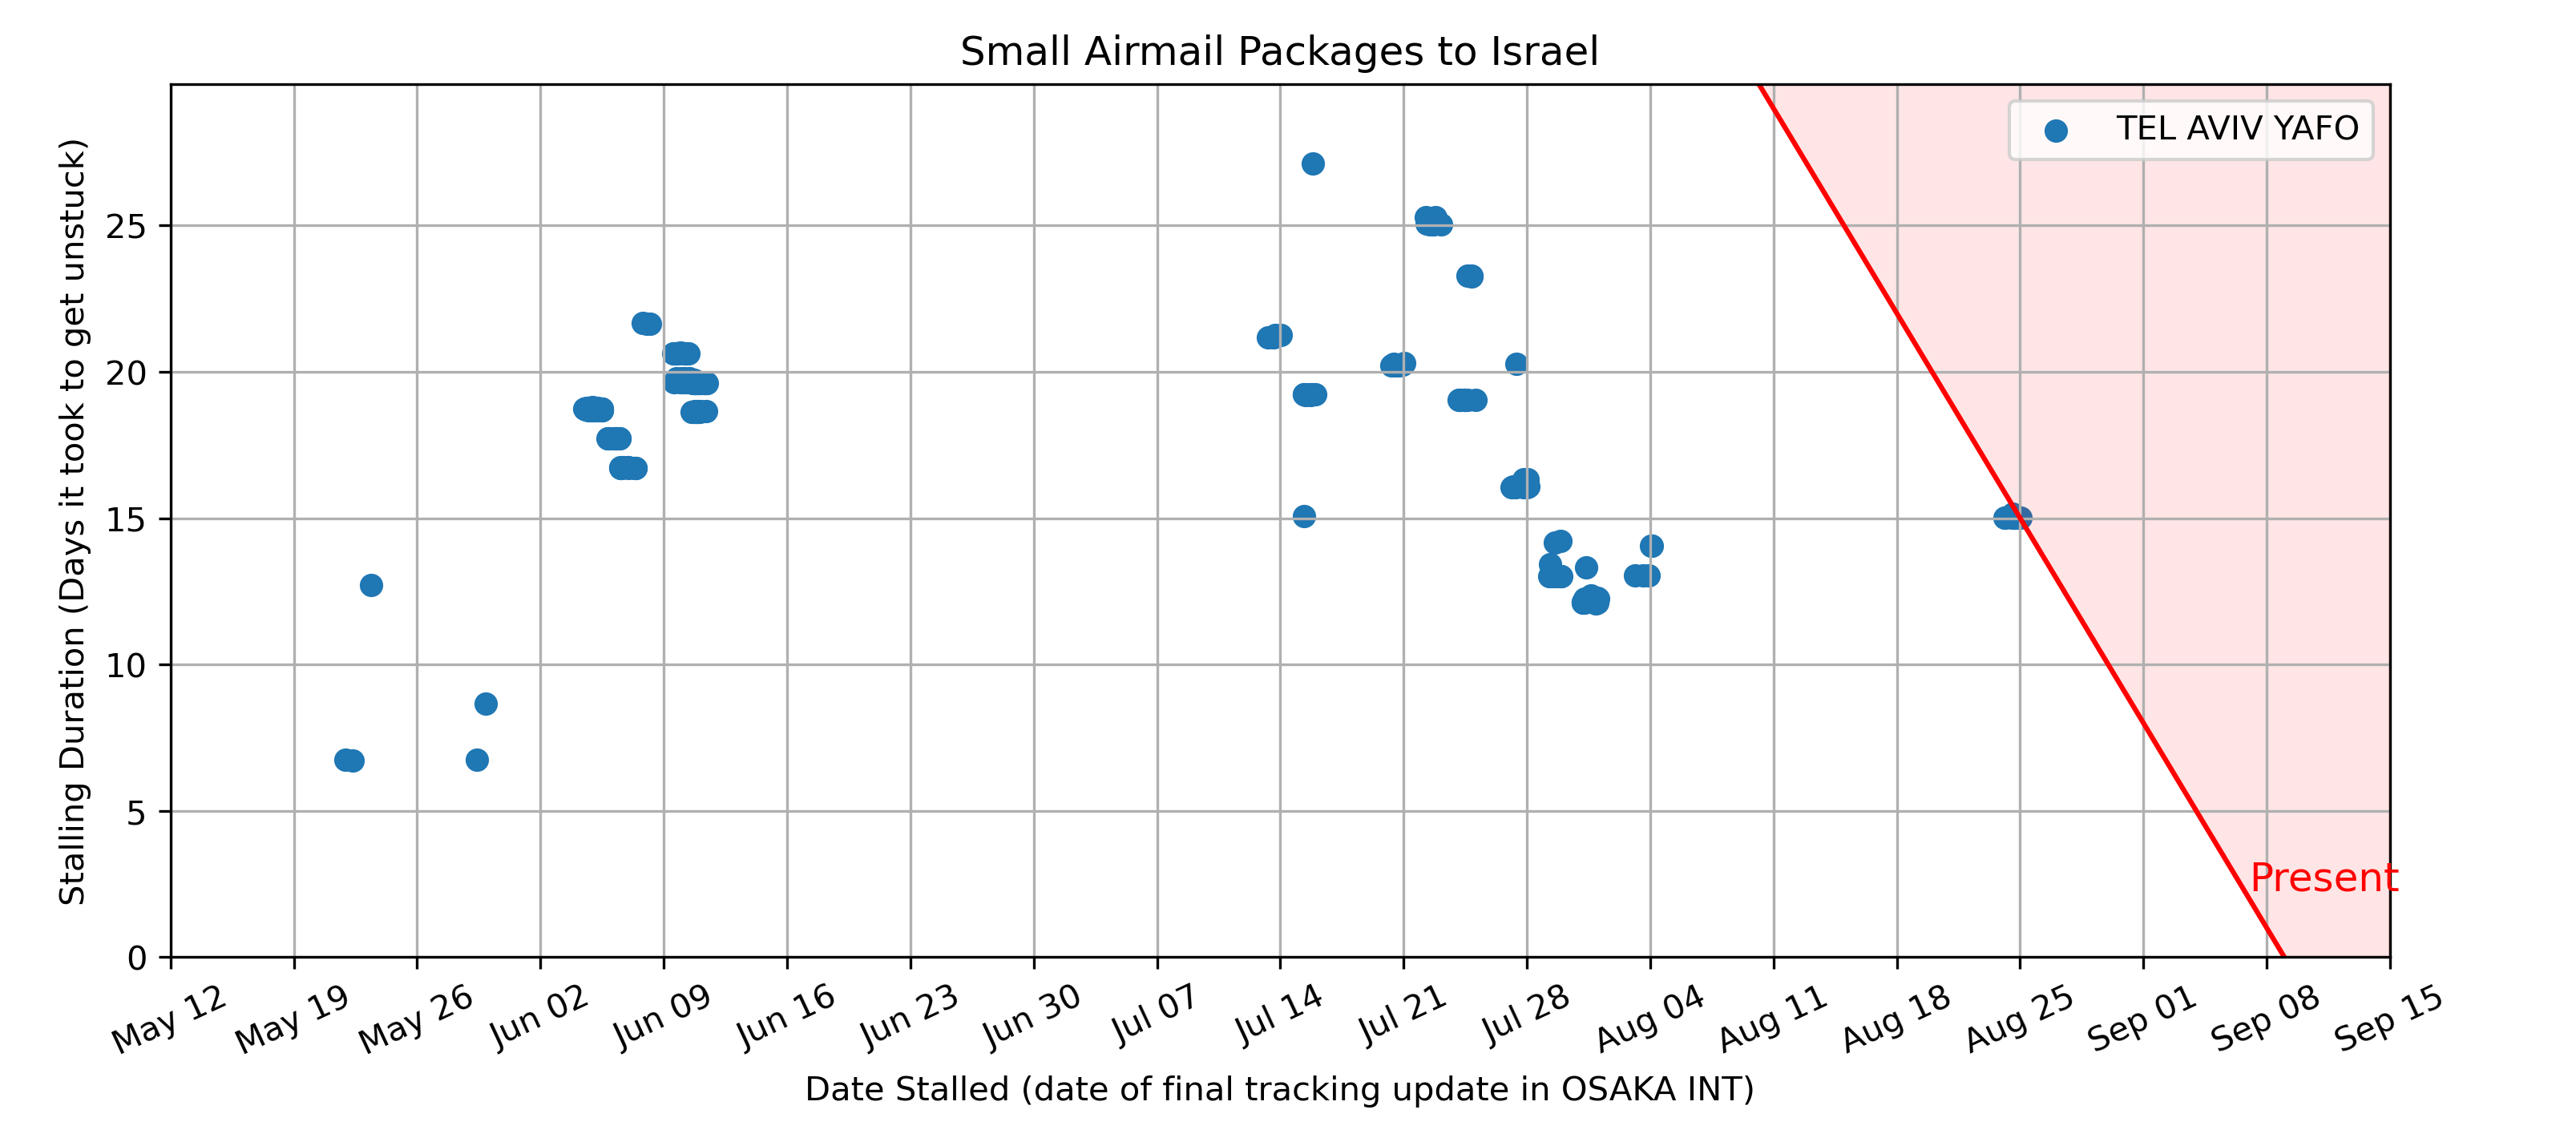 Small Airmail Packages to Israel
TEL AVIV YAFO
Stalling Duration (Days it took to get unstuck)
25
20
15
10
5
0
Present
May 12
May 19
May 26
Jun 02
Jun 09
Jun 16
Jun 23
Jun 30
Jul 07
Jul 14
Jul 21
Jul 28
Aug 04
Aug 11
Aug 18
Aug 25
Sep 01
Sep 08
Sep 15
Date Stalled (date of final tracking update in OSAKA INT)